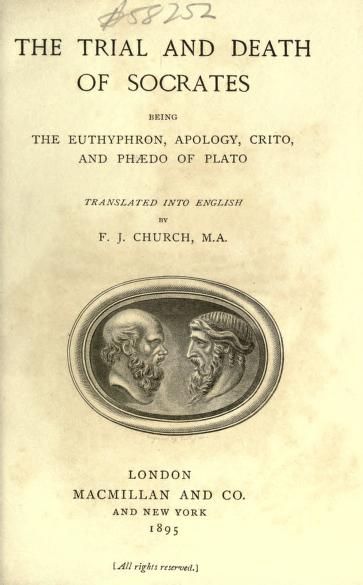 #58252
THE TRIAL AND DEATH
OF SOCRATES
BEING
THE EUTHYPHRON, APOLOGY, CRITO,
AND PHÆDO OF PLATO
TRANSLATED INTO ENGLISH
BY
F. J. CHURCH, M.A.
LONDON
MACMILLAN AND CO.
AND NEW YORK
1895
[All rights reserved.]